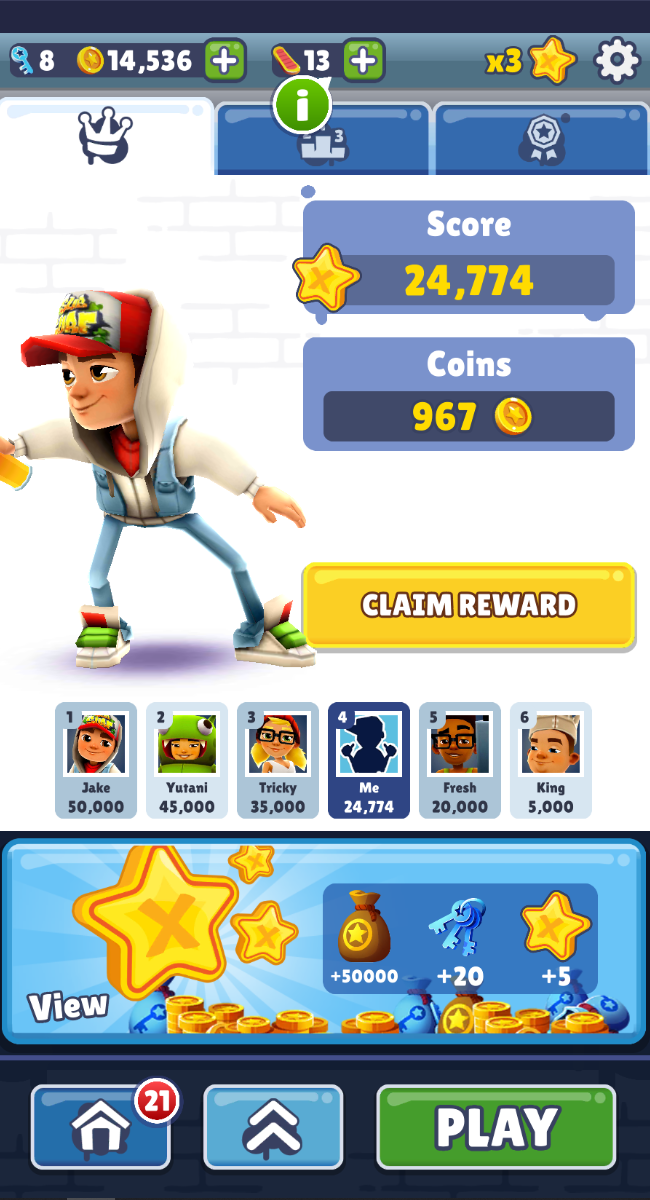 8 14,536 13 x3
i
2 3
Score
24,774
Coins
967
CLAIM REWARD
1 2 3 4 5 6
Jake Yutani Tricky Me Fresh King
50,000 45,000 35,000 24,774 20,000 5,000
+50000 +20 +5
View
21
PLAY